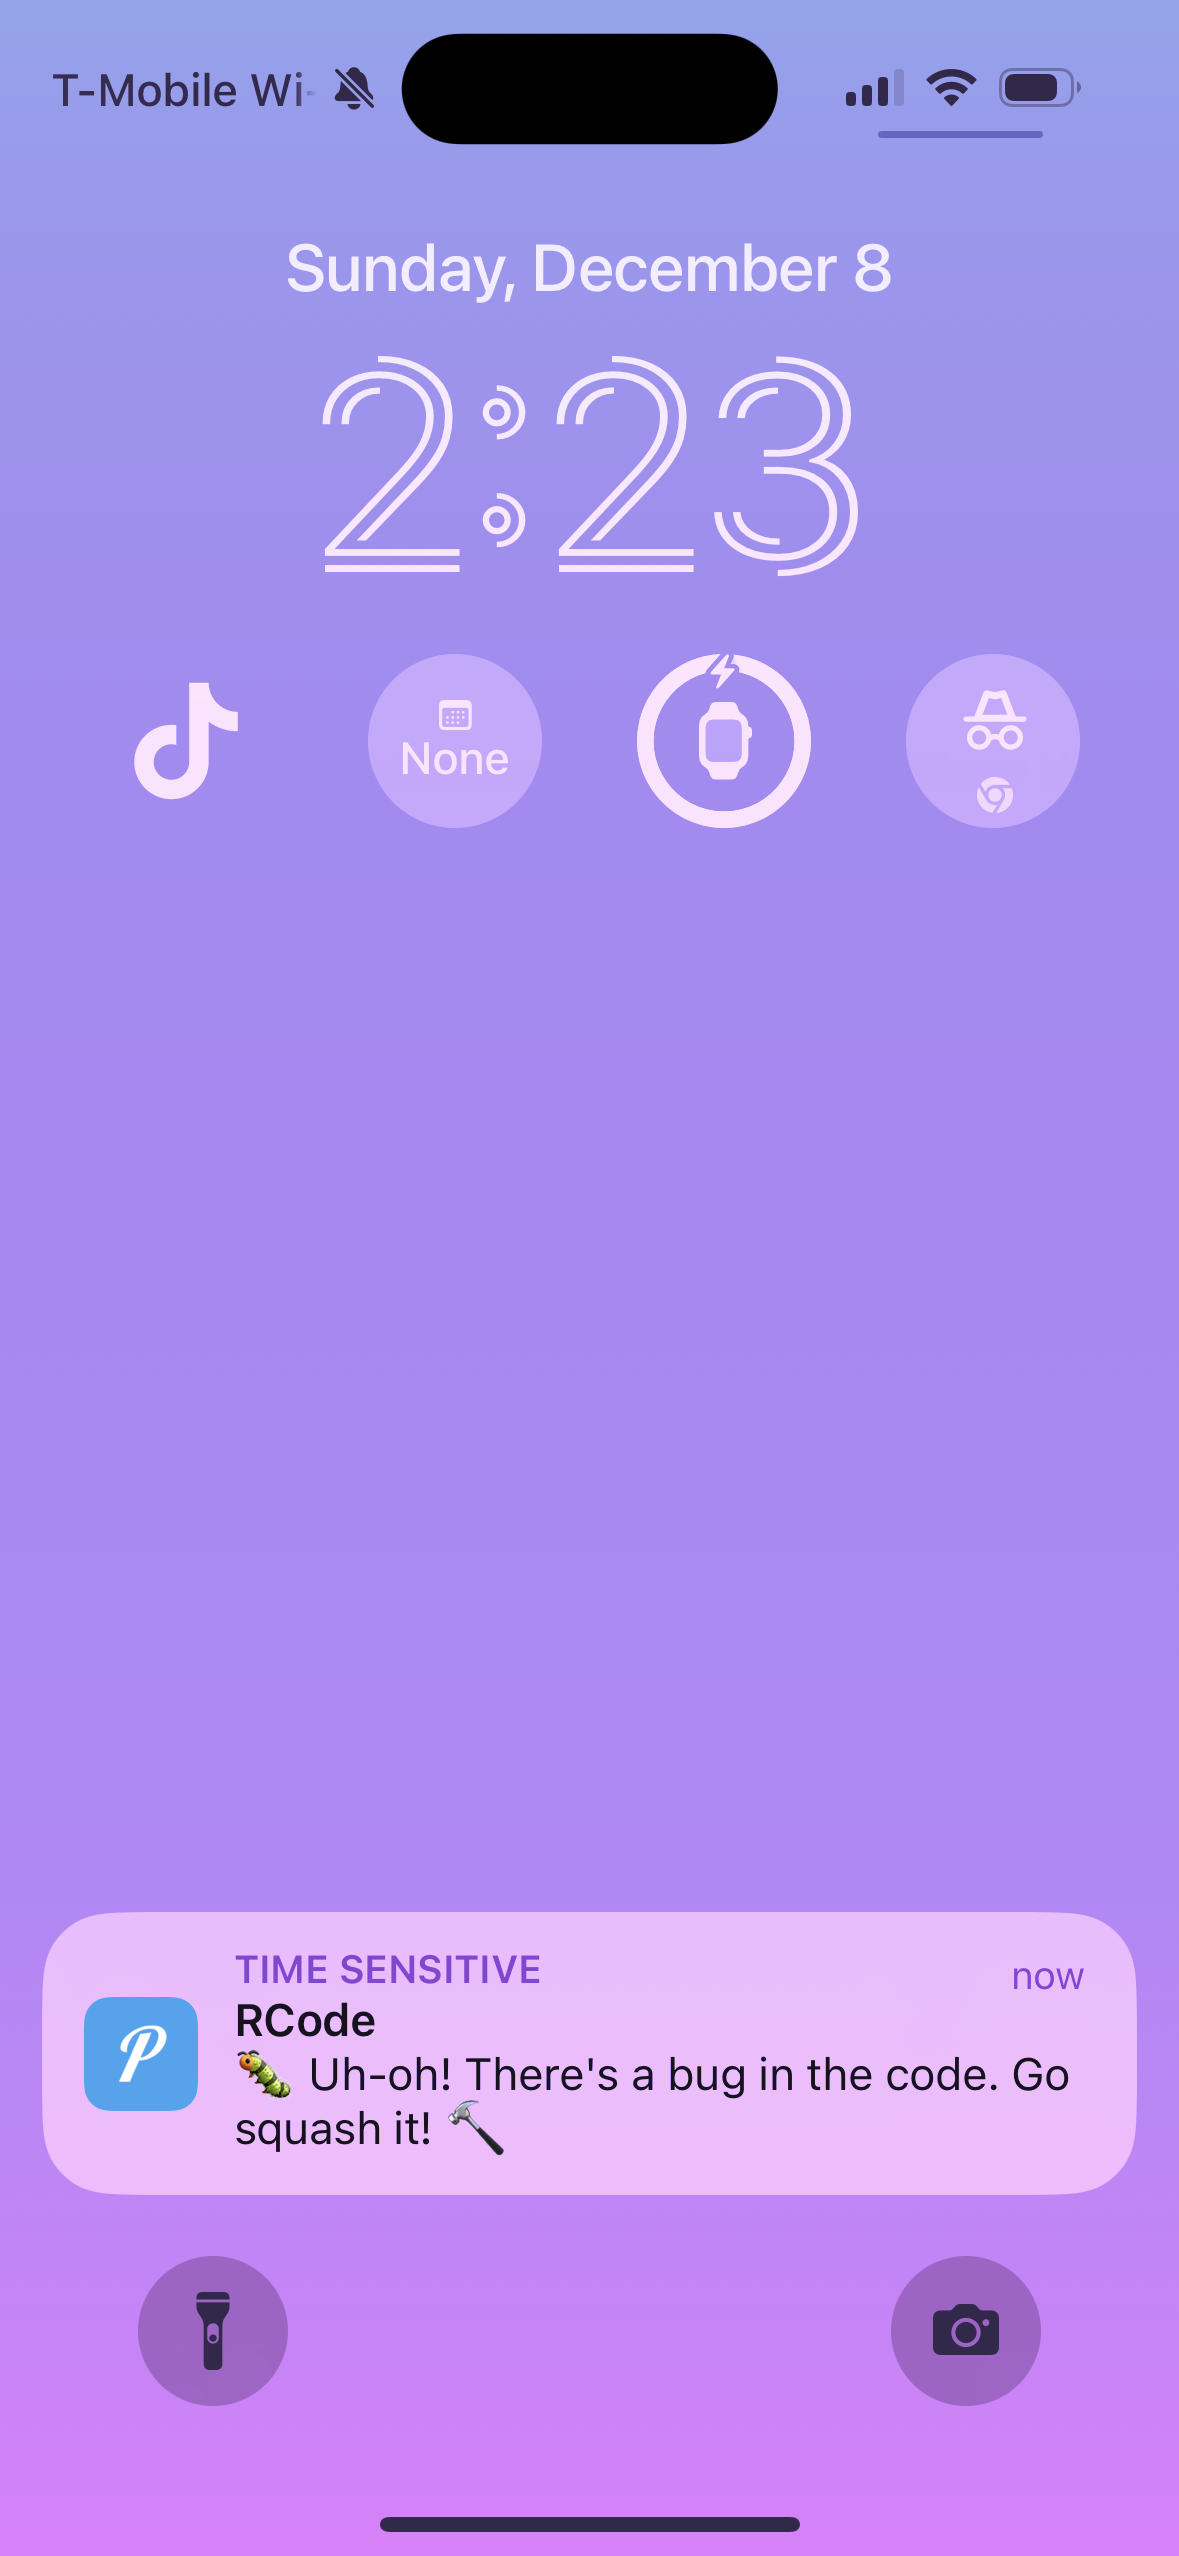 T-Mobile Wi-
Sunday, December 8
2:23
None
TIME SENSITIVE
now
RCode
🐛 Uh-oh! There's a bug in the code. Go
squash it! 🔨